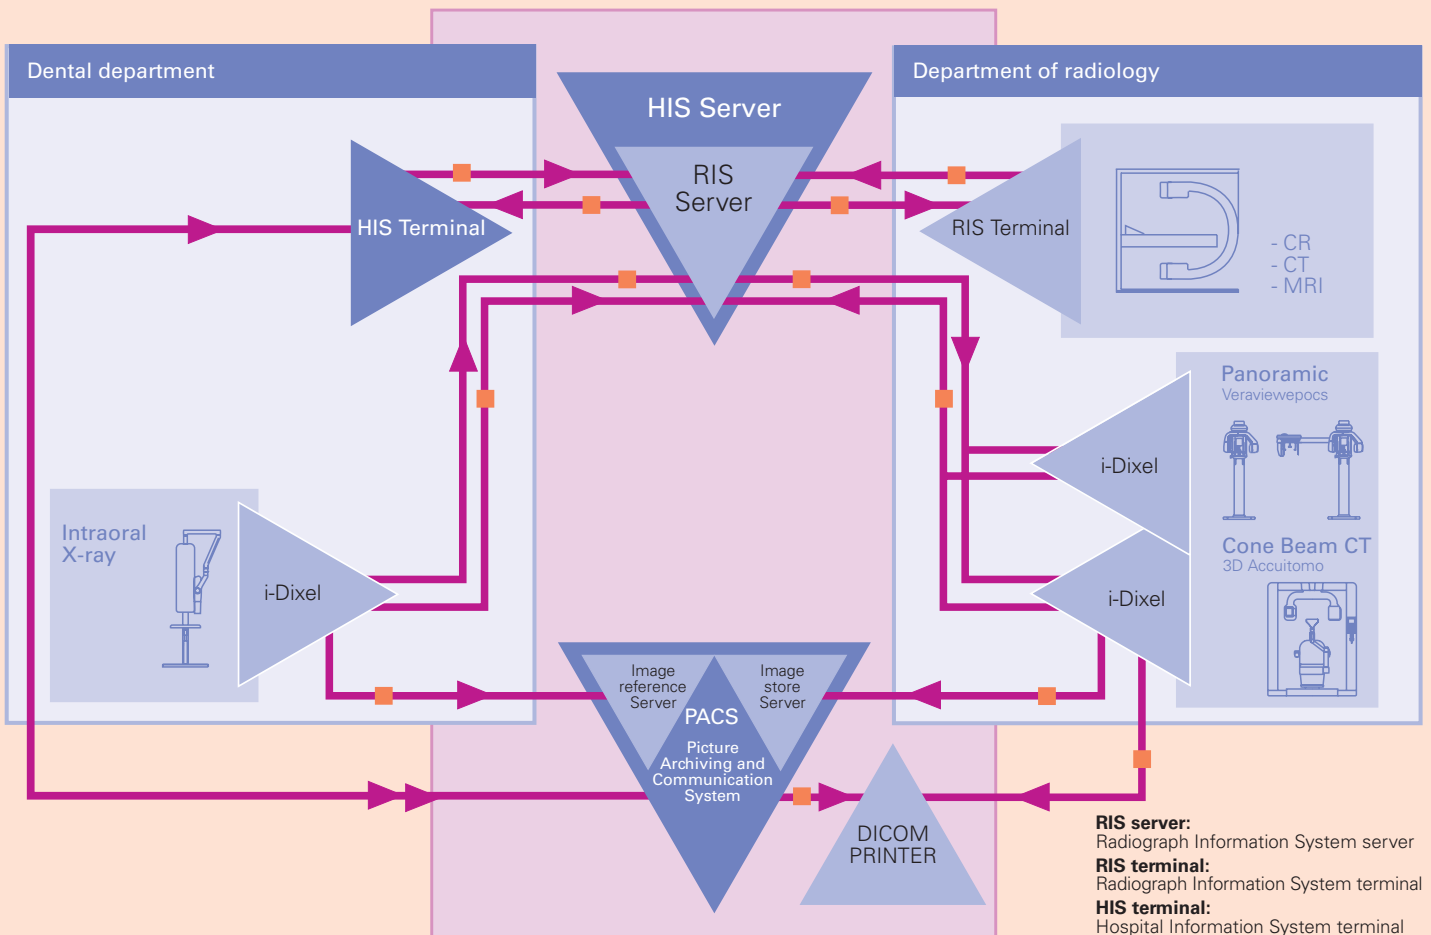 Dental department
Department of radiology
HIS Server
RIS
Server
HIS Terminal
RIS Terminal
- CR
- CT
- MRI
Panoramic
Veraviewepocs
i-Dixel
Cone Beam CT
3D Accuitomo
i-Dixel
Intraoral
X-ray
i-Dixel
Image
reference
Server
Image
store
Server
PACS
Picture
Archiving and
Communication
System
DICOM
PRINTER
RIS server:
Radiograph Information System server
RIS terminal:
Radiograph Information System terminal
HIS terminal:
Hospital Information System terminal